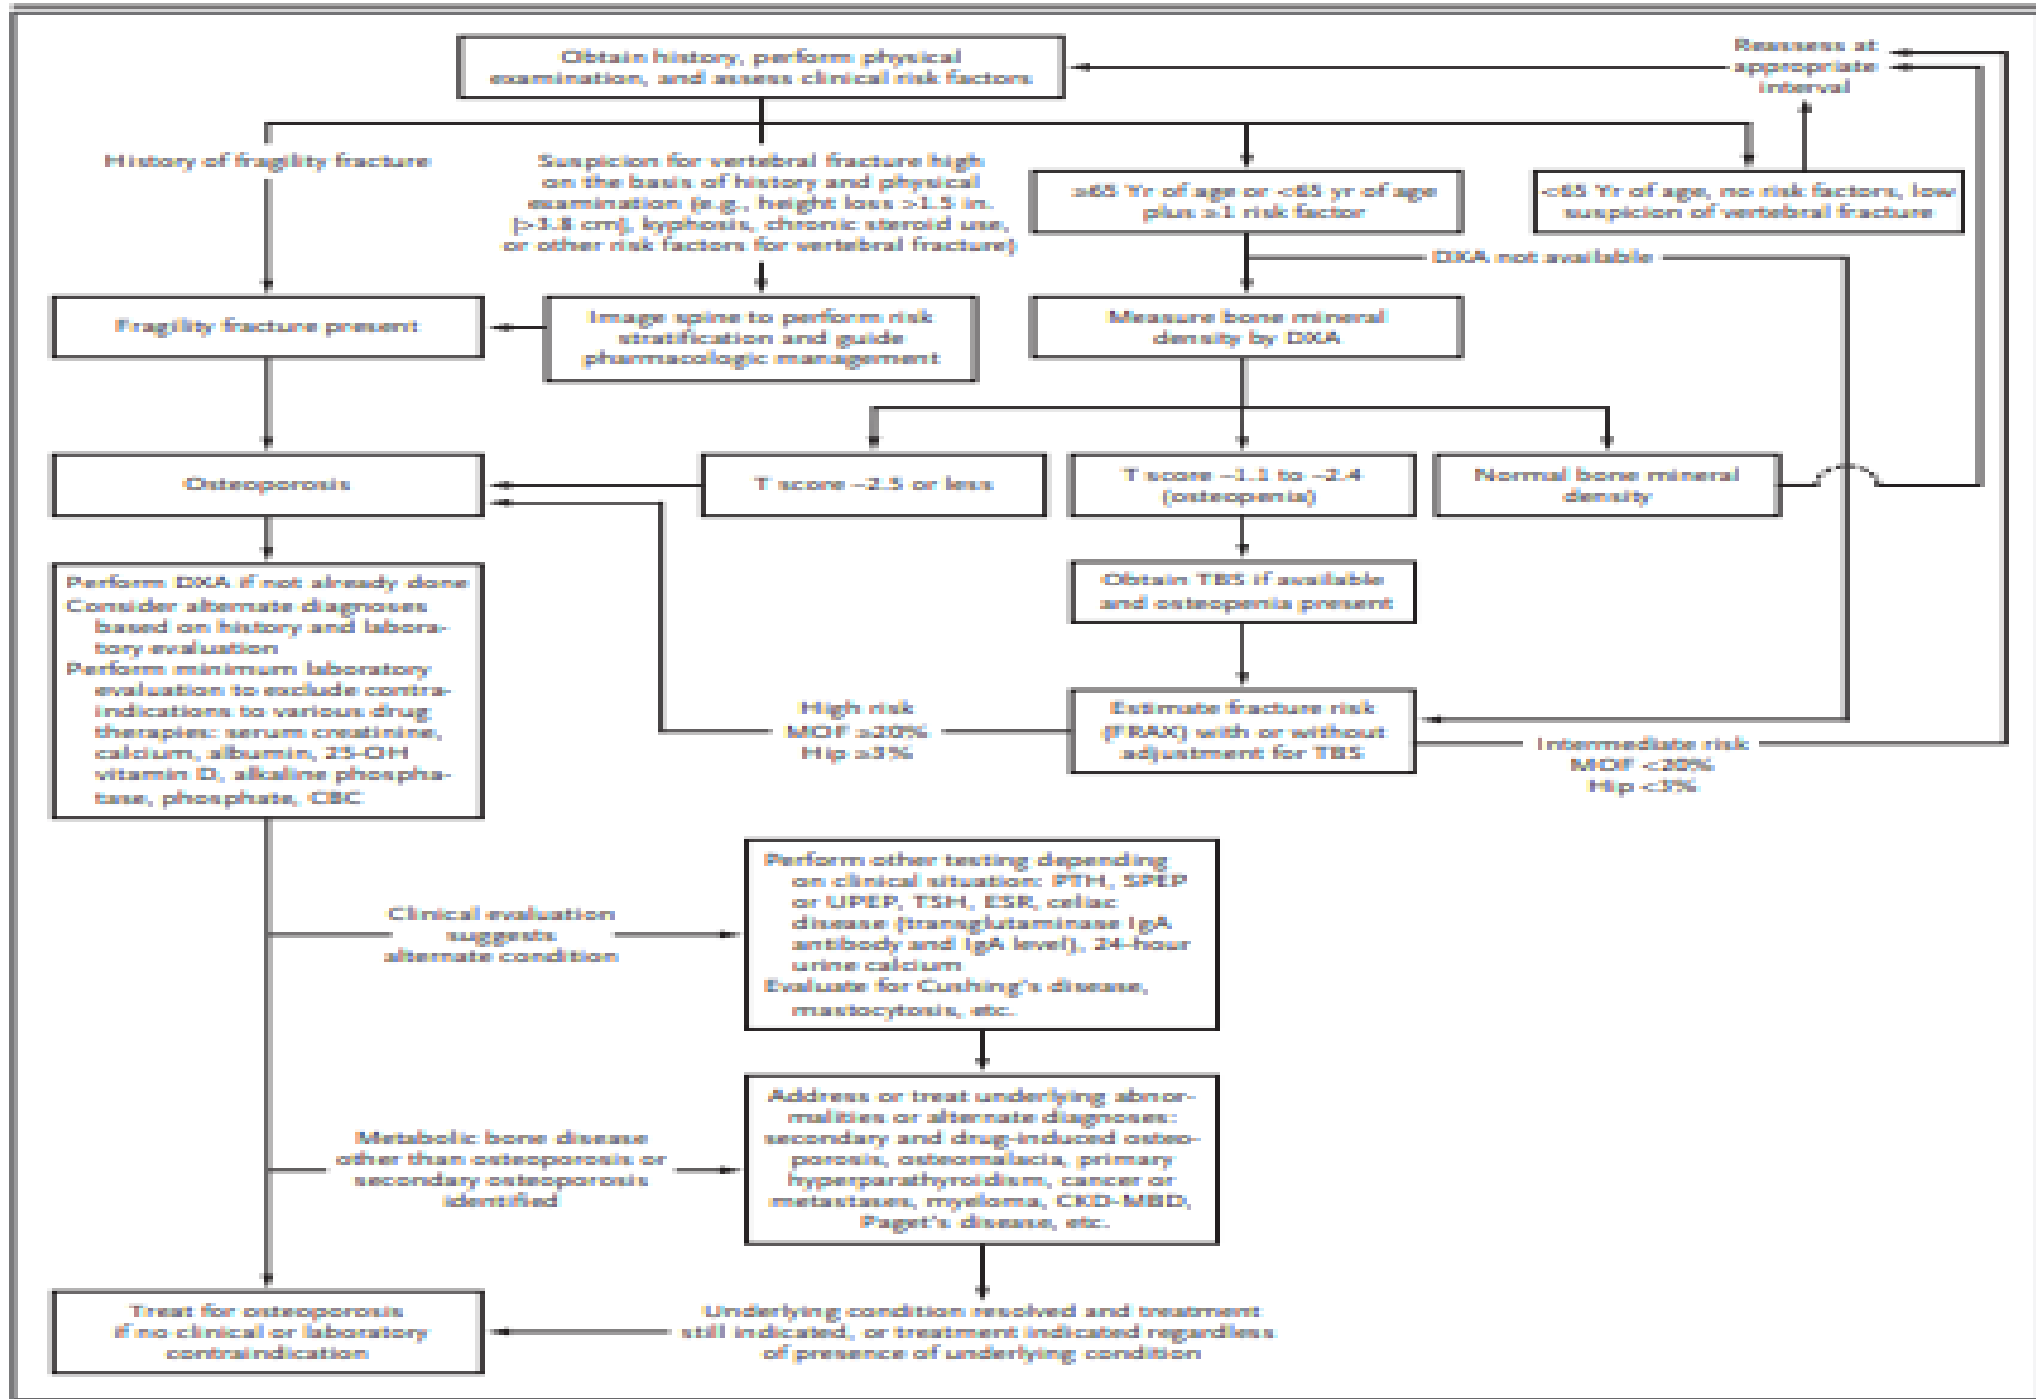 Obtain history, perform physical
examination, and assess clinical risk factors
Reassess at
appropriate
interval
History of fragility fracture
Suspicion for vertebral fracture high
on the basis of history and physical
examination (e.g., height loss >1.5 in.
[>3.8 cm], kyphosis, chronic steroid use,
or other risk factors for vertebral fracture)
≥65 Yr of age or <65 yr of age
plus ≥1 risk factor
<65 Yr of age, no risk factors, low
suspicion of vertebral fracture
DXA not available
Fragility fracture present
Image spine to perform risk
stratification and guide
pharmacologic management
Measure bone mineral
density by DXA
Osteoporosis
T score −2.5 or less
T score −1.1 to −2.4
(osteopenia)
Normal bone mineral
density
Perform DXA if not already done
Consider alternate diagnoses
based on history and labora-
tory evaluation
Perform minimum laboratory
evaluation to exclude contra-
indications to various drug
therapies: serum creatinine,
calcium, albumin, 25-OH
vitamin D, alkaline phospha-
tase, phosphate, CBC
Obtain TBS if available
and osteopenia present
High risk
MOF ≥20%
Hip ≥3%
Estimate fracture risk
(FRAX) with or without
adjustment for TBS
Intermediate risk
MOF <20%
Hip <3%
Clinical evaluation
suggests
alternate condition
Perform other testing depending
on clinical situation: PTH, SPEP
or UPEP, TSH, ESR, celiac
disease (transglutaminase IgA
antibody and IgA level), 24-hour
urine calcium
Evaluate for Cushing's disease,
mastocytosis, etc.
Metabolic bone disease
other than osteoporosis or
secondary osteoporosis
identified
Address or treat underlying abnor-
malities or alternate diagnoses:
secondary and drug-induced osteo-
porosis, osteomalacia, primary
hyperparathyroidism, cancer or
metastases, myeloma, CKD-MBD,
Paget's disease, etc.
Treat for osteoporosis
if no clinical or laboratory
contraindication
Underlying condition resolved and treatment
still indicated, or treatment indicated regardless
of presence of underlying condition